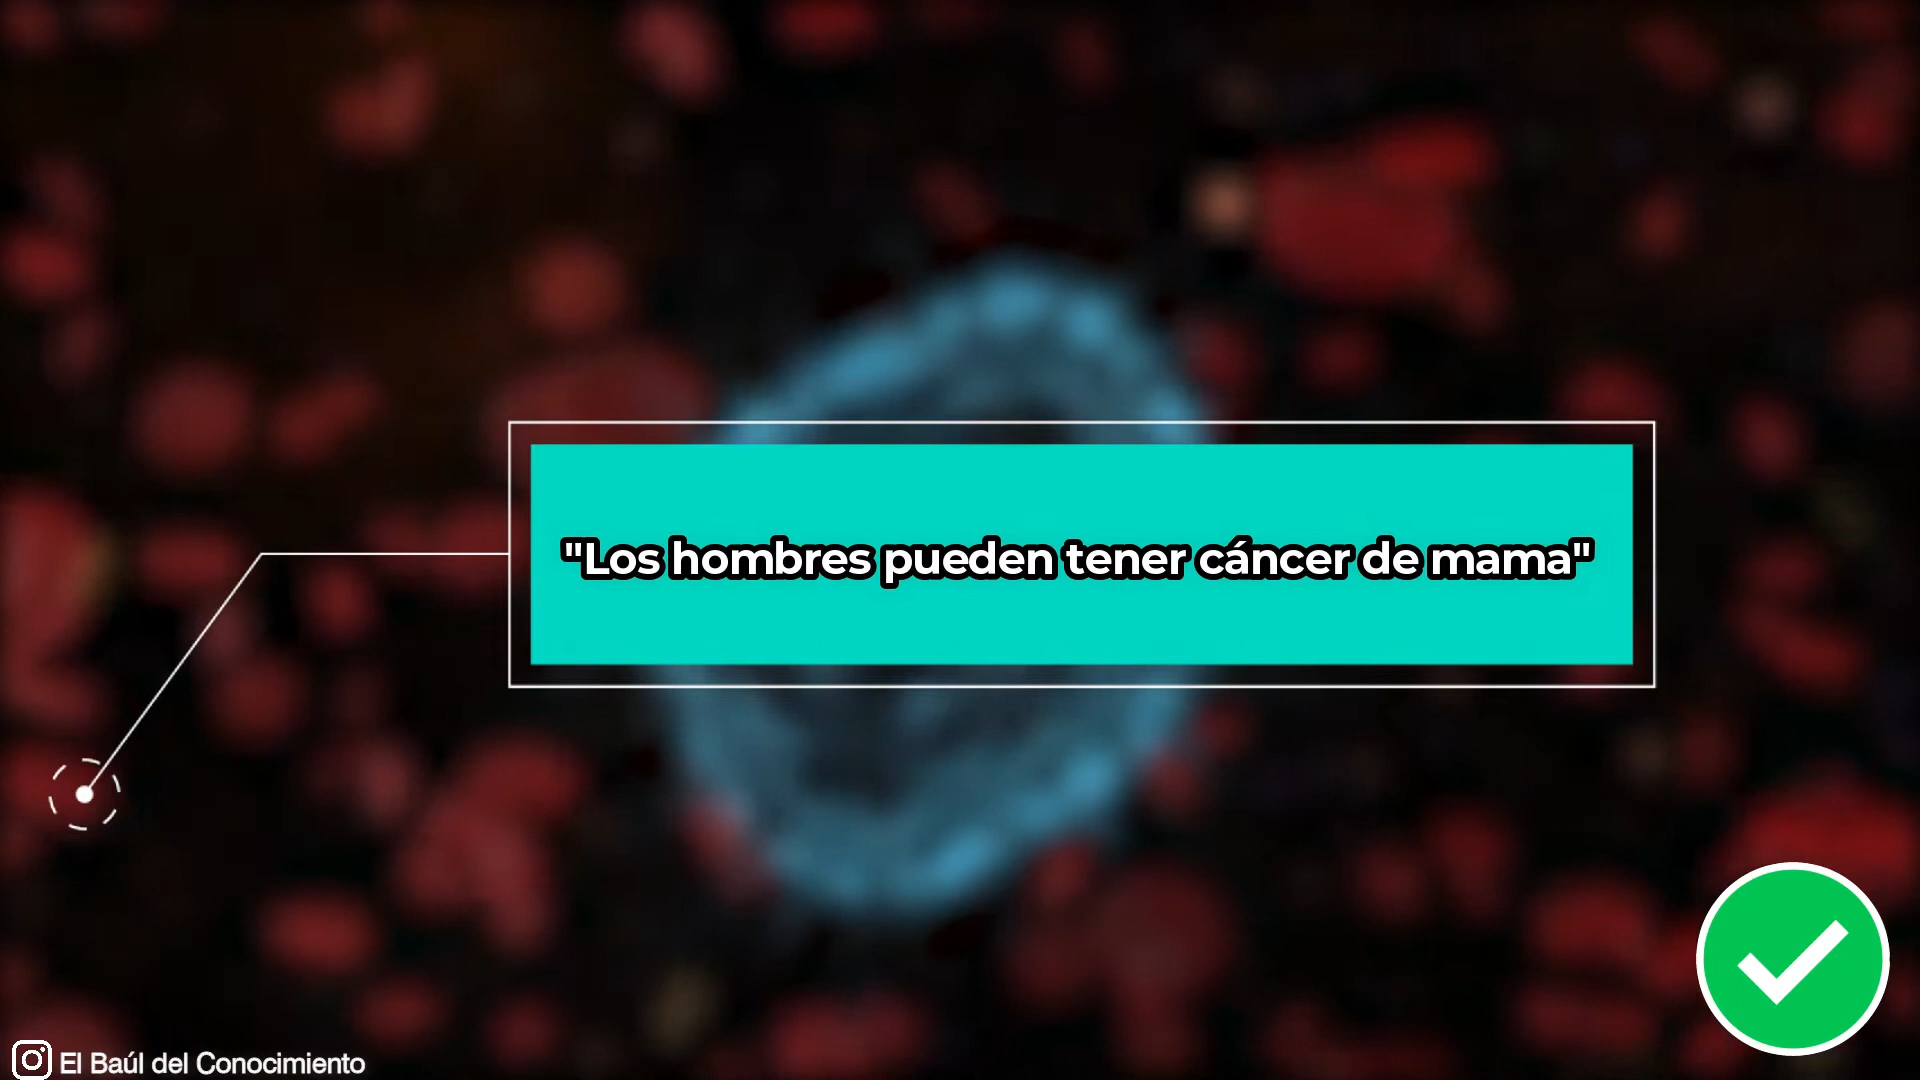 "Los hombres pueden tener cáncer de mama"
El Baúl del Conocimiento